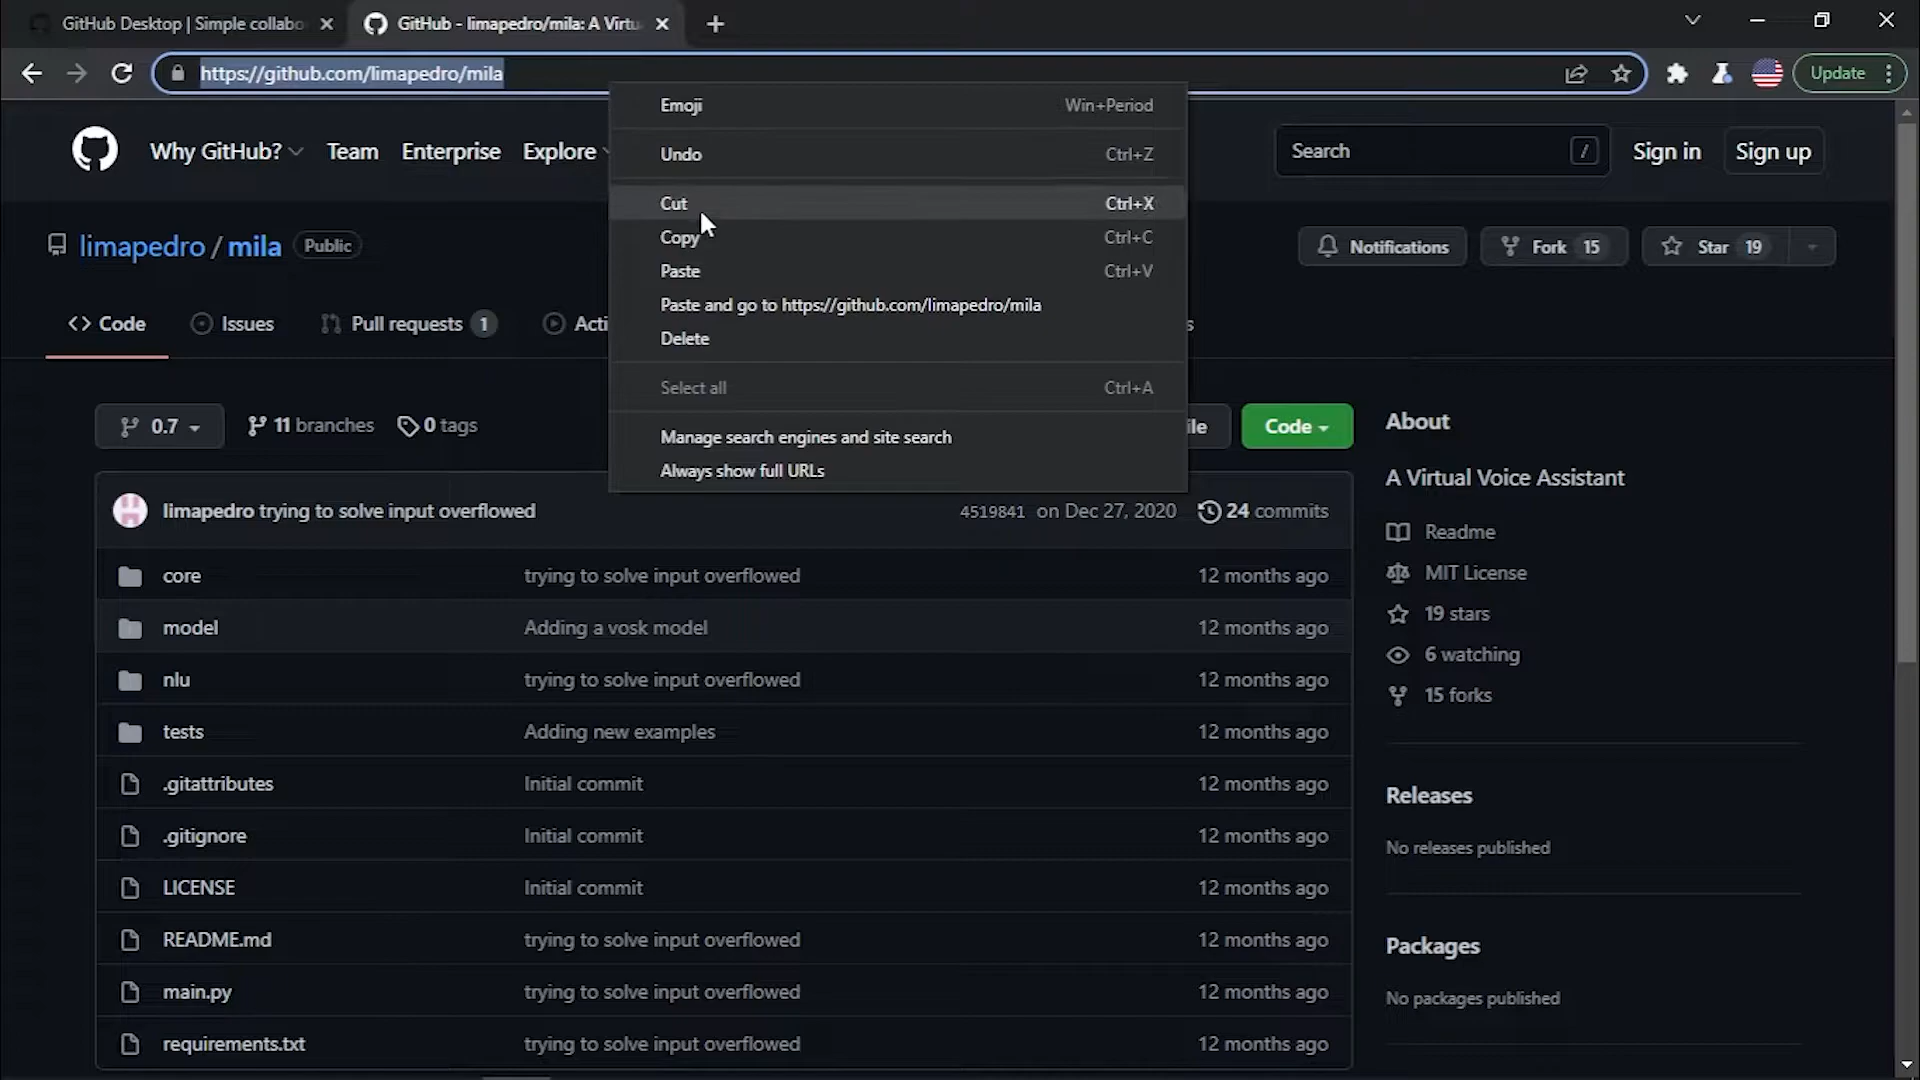 GitHub Desktop | Simple collabo
GitHub - limapedro/mila: A Virtu
https://github.com/limapedro/mila
Update
Why GitHub?
Team
Enterprise
Explore
Search
/
Sign in
Sign up
Emoji Win+Period
Undo Ctrl+Z
Cut Ctrl+X
Copy Ctrl+C
Paste Ctrl+V
Paste and go to https://github.com/limapedro/mila
Delete
Select all Ctrl+A
Manage search engines and site search
Always show full URLs
limapedro / mila Public
Notifications
Fork 15
Star 19
<> Code
Issues
Pull requests 1
Acti
s
0.7
11 branches
0 tags
ile
Code
limapedro trying to solve input overflowed 4519841 on Dec 27, 2020 24 commits
core trying to solve input overflowed 12 months ago
model Adding a vosk model 12 months ago
nlu trying to solve input overflowed 12 months ago
tests Adding new examples 12 months ago
.gitattributes Initial commit 12 months ago
.gitignore Initial commit 12 months ago
LICENSE Initial commit 12 months ago
README.md trying to solve input overflowed 12 months ago
main.py trying to solve input overflowed 12 months ago
requirements.txt trying to solve input overflowed 12 months ago
About
A Virtual Voice Assistant
Readme
MIT License
19 stars
6 watching
15 forks
Releases
No releases published
Packages
No packages published